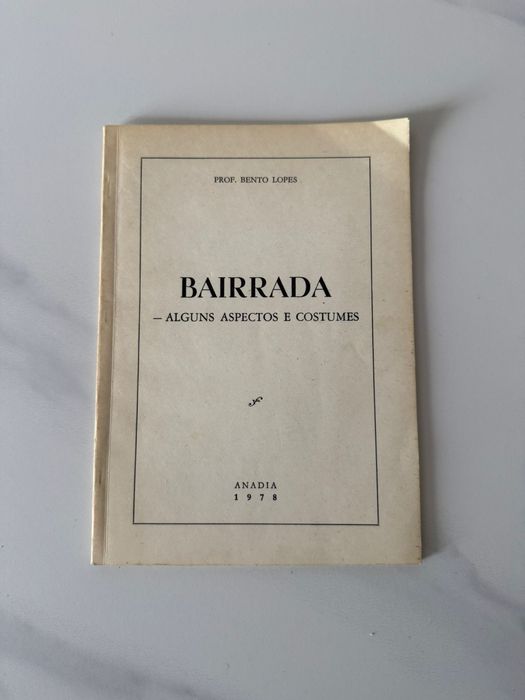 PROF. BENTO LOPES
BAIRRADA
— ALGUNS ASPECTOS E COSTUMES
ANADIA
1978